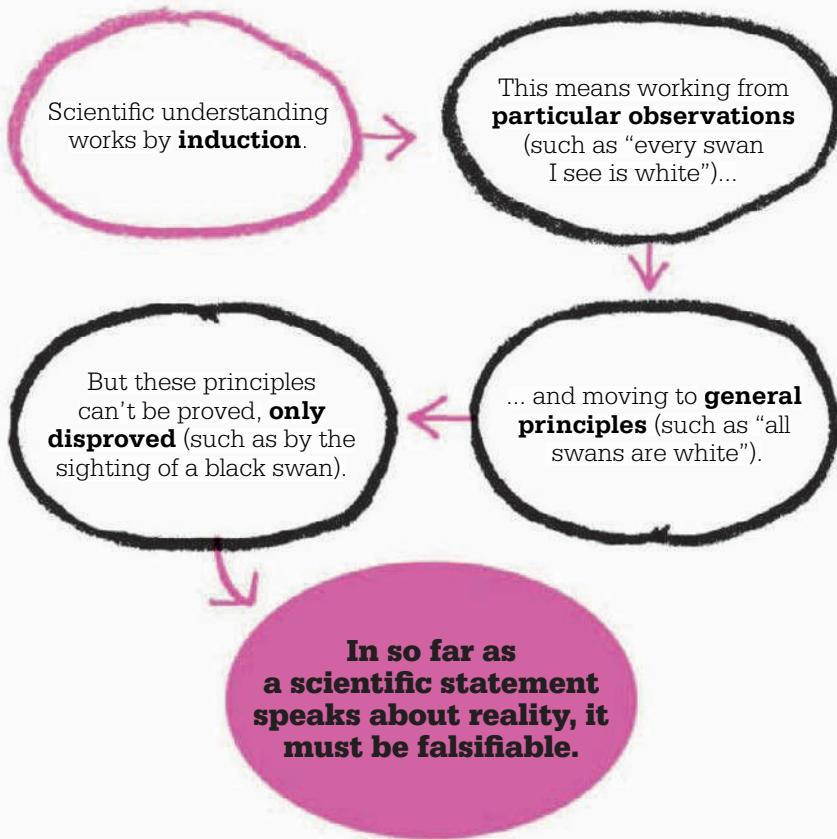 Scientific understanding
works by induction.
This means working from
particular observations
(such as “every swan
I see is white”)...
... and moving to general
principles (such as “all
swans are white”).
But these principles
can’t be proved, only
disproved (such as by the
sighting of a black swan).
In so far as
a scientific statement
speaks about reality, it
must be falsifiable.